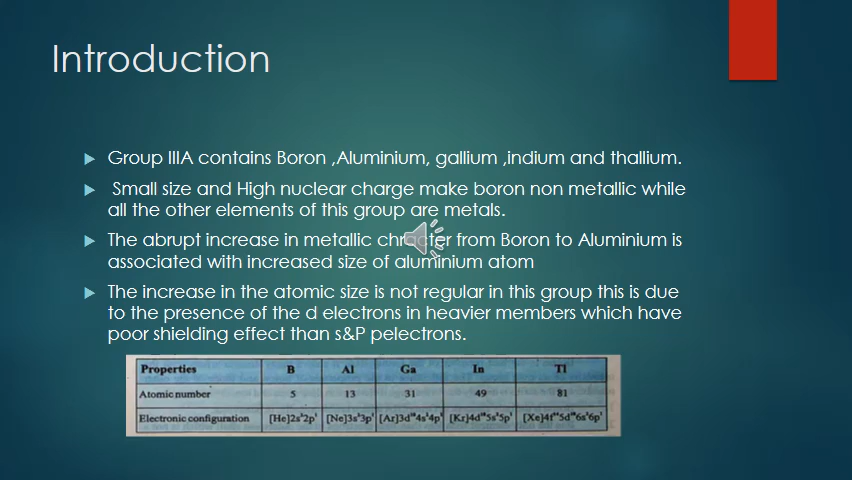 Introduction
Group IIIA contains Boron ,Aluminium, gallium ,indium and thallium.
Small size and High nuclear charge make boron non metallic while
all the other elements of this group are metals.
The abrupt increase in metallic chracter from Boron to Aluminium is
associated with increased size of aluminium atom
The increase in the atomic size is not regular in this group this is due
to the presence of the d electrons in heavier members which have
poor shielding effect than s&P pelectrons.
Properties B Al Ga In Tl
Atomic number 5 13 31 49 81
Electronic configuration [He]2s²2p¹ [Ne]3s²3p¹ [Ar]3d¹⁰4s²4p¹ [Kr]4d¹⁰5s²5p¹ [Xe]4f¹⁴5d¹⁰6s²6p¹